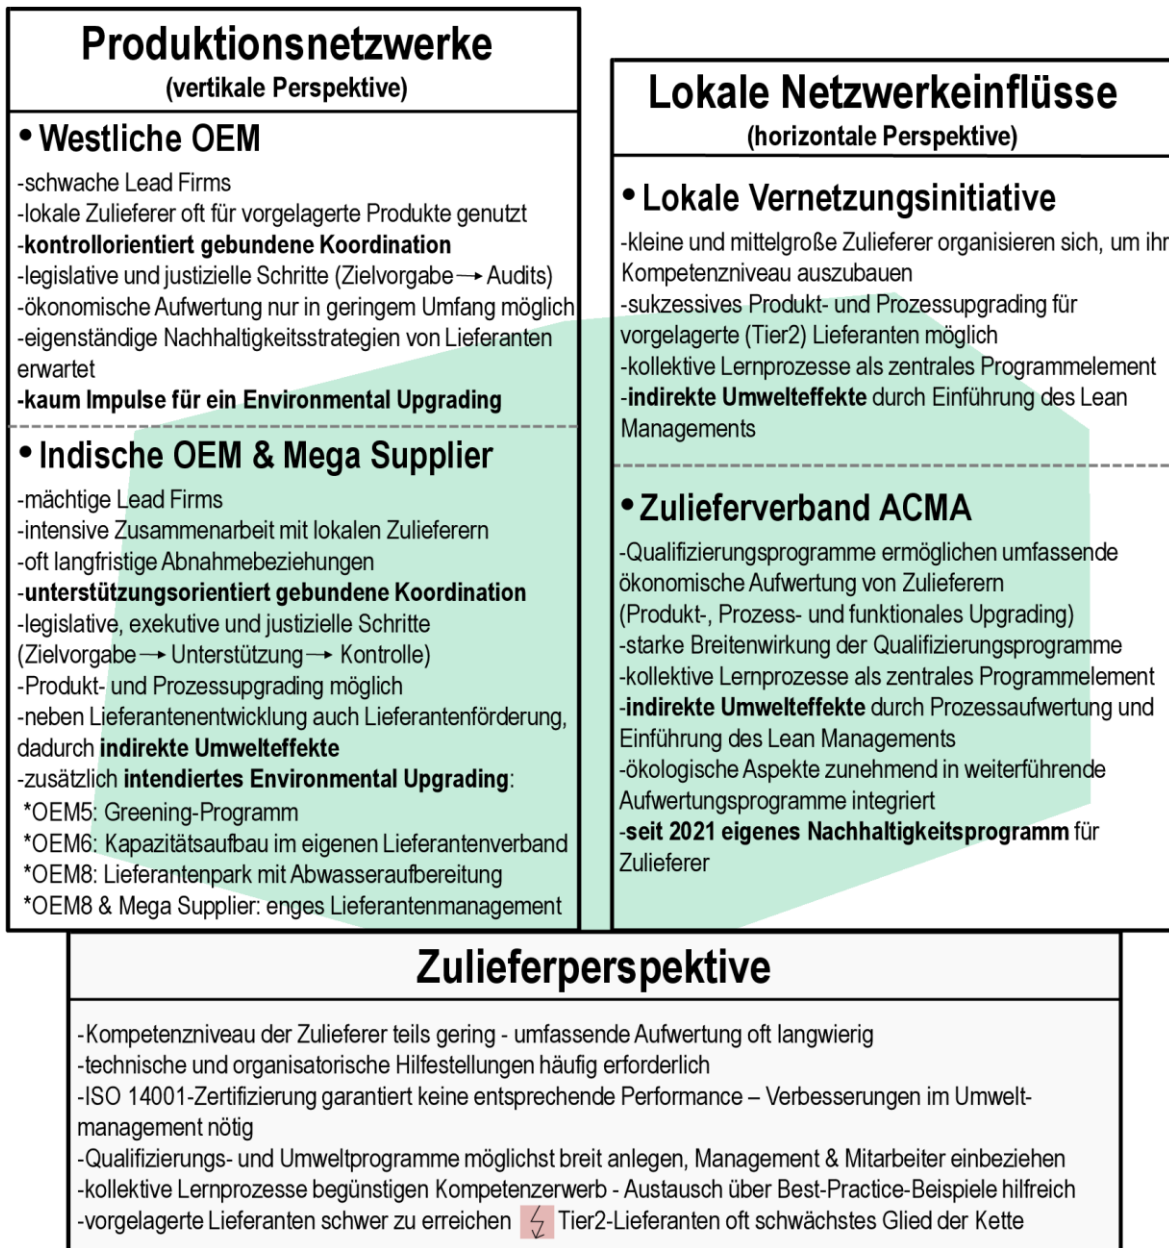 Produktionsnetzwerke
(vertikale Perspektive)
• Westliche OEM
-schwache Lead Firms
-lokale Zulieferer oft für vorgelagerte Produkte genutzt
-kontrollorientiert gebundene Koordination
-legislative und justizielle Schritte (Zielvorgabe → Audits)
-ökonomische Aufwertung nur in geringem Umfang möglich
-eigenständige Nachhaltigkeitsstrategien von Lieferanten
erwartet
-kaum Impulse für ein Environmental Upgrading
• Indische OEM & Mega Supplier
-mächtige Lead Firms
-intensive Zusammenarbeit mit lokalen Zulieferern
-oft langfristige Abnahmebeziehungen
-unterstützungsorientiert gebundene Koordination
-legislative, exekutive und justizielle Schritte
(Zielvorgabe → Unterstützung → Kontrolle)
-Produkt- und Prozessupgrading möglich
-neben Lieferantenentwicklung auch Lieferantenförderung,
dadurch indirekte Umwelteffekte
-zusätzlich intendiertes Environmental Upgrading:
*OEM5: Greening-Programm
*OEM6: Kapazitätsaufbau im eigenen Lieferantenverband
*OEM8: Lieferantenpark mit Abwasseraufbereitung
*OEM8 & Mega Supplier: enges Lieferantenmanagement
Lokale Netzwerkeinflüsse
(horizontale Perspektive)
• Lokale Vernetzungsinitiative
-kleine und mittelgroße Zulieferer organisieren sich, um ihr
Kompetenzniveau auszubauen
-sukzessives Produkt- und Prozessupgrading für
vorgelagerte (Tier2) Lieferanten möglich
-kollektive Lernprozesse als zentrales Programmelement
-indirekte Umwelteffekte durch Einführung des Lean
Managements
• Zulieferverband ACMA
-Qualifizierungsprogramme ermöglichen umfassende
ökonomische Aufwertung von Zulieferern
(Produkt-, Prozess- und funktionales Upgrading)
-starke Breitenwirkung der Qualifizierungsprogramme
-kollektive Lernprozesse als zentrales Programmelement
-indirekte Umwelteffekte durch Prozessaufwertung und
Einführung des Lean Managements
-ökologische Aspekte zunehmend in weiterführende
Aufwertungsprogramme integriert
-seit 2021 eigenes Nachhaltigkeitsprogramm für
Zulieferer
Zulieferperspektive
-Kompetenzniveau der Zulieferer teils gering - umfassende Aufwertung oft langwierig
-technische und organisatorische Hilfestellungen häufig erforderlich
-ISO 14001-Zertifizierung garantiert keine entsprechende Performance – Verbesserungen im Umwelt-
management nötig
-Qualifizierungs- und Umweltprogramme möglichst breit anlegen, Management & Mitarbeiter einbeziehen
-kollektive Lernprozesse begünstigen Kompetenzerwerb - Austausch über Best-Practice-Beispiele hilfreich
-vorgelagerte Lieferanten schwer zu erreichen Tier2-Lieferanten oft schwächstes Glied der Kette